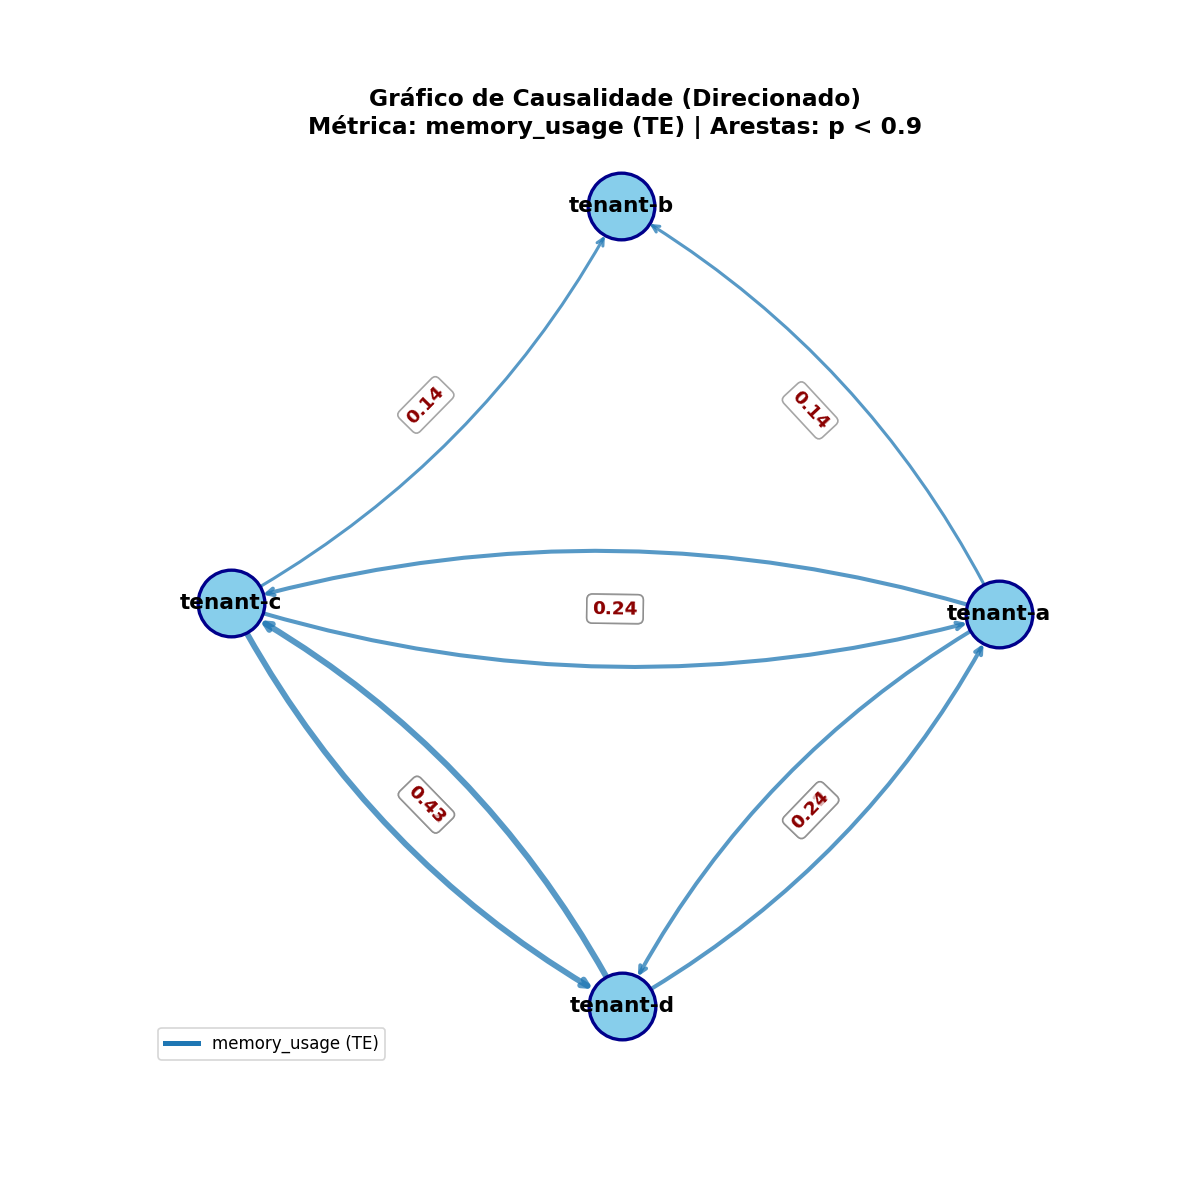 Gráfico de Causalidade (Direcionado)
Métrica: memory_usage (TE) | Arestas: p < 0.9
tenant-b
0.14
0.14
tenant-c
0.24
tenant-a
0.43
0.24
tenant-d
memory_usage (TE)